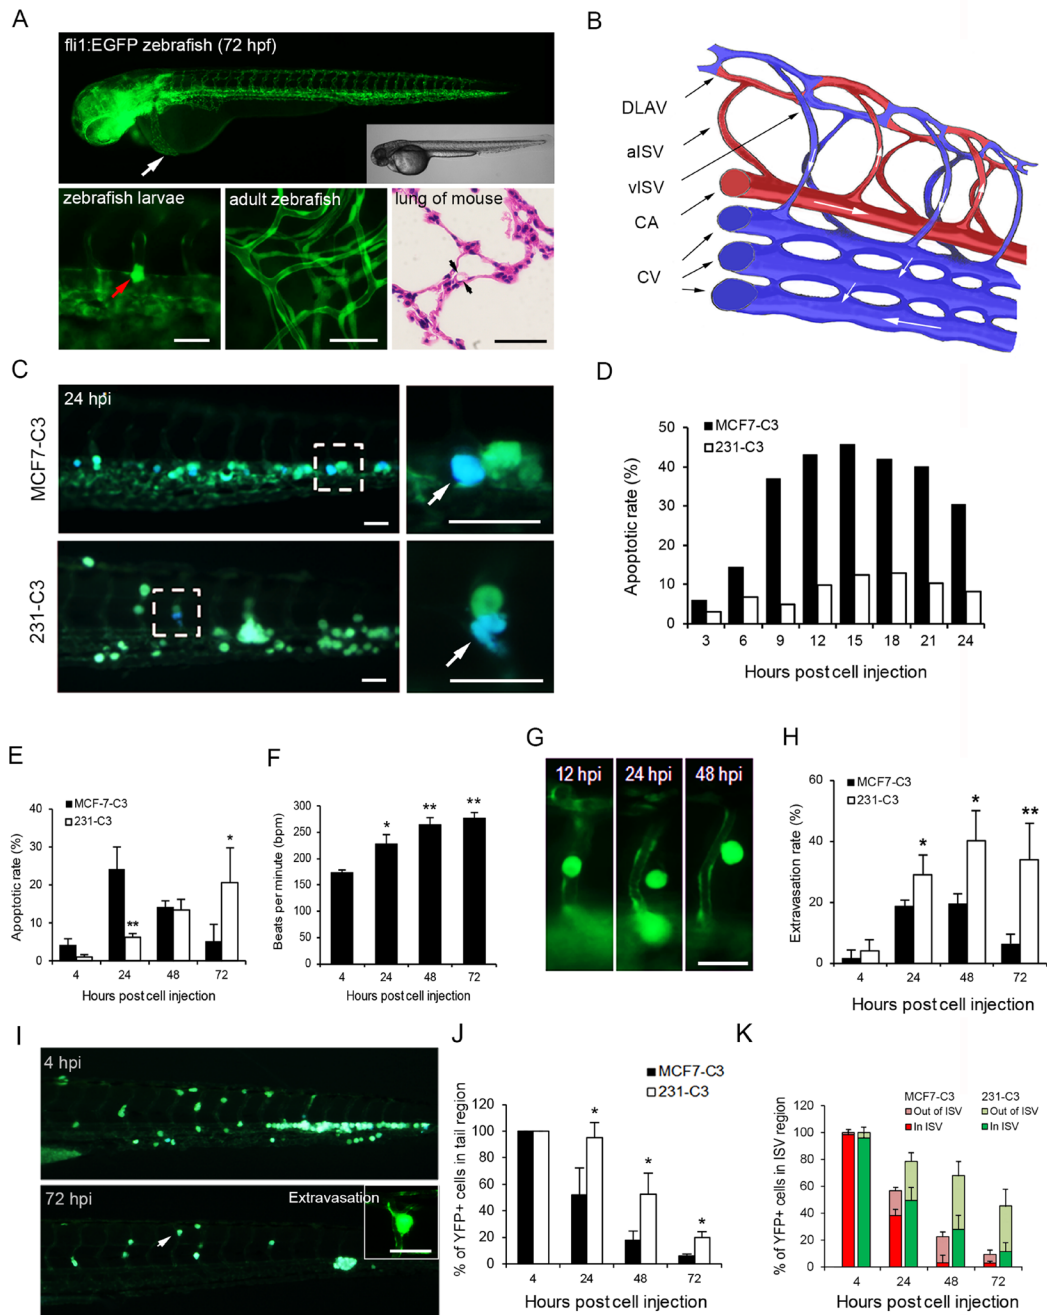 A
fli1:EGFP zebrafish (72 hpf)
zebrafish larvae
adult zebrafish
lung of mouse
B
DLAV
aISV
vISV
CA
CV
C
24 hpi
MCF7-C3
231-C3
D
MCF7-C3
231-C3
Apoptotic rate (%)
50
40
30
20
10
0
3 6 9 12 15 18 21 24
Hours post cell injection
E
MCF-7-C3
231-C3
Apoptotic rate (%)
40
30
20
10
0
**
*
4 24 48 72
Hours post cell injection
F
Beats per minute (bpm)
300
250
200
150
100
50
0
*
**
**
4 24 48 72
Hours post cell injection
G
12 hpi
24 hpi
48 hpi
H
MCF7-C3
231-C3
Extravasation rate (%)
60
40
20
0
*
*
**
4 24 48 72
Hours post cell injection
I
4 hpi
72 hpi
Extravasation
J
MCF7-C3
231-C3
% of YFP+ cells in tail region
120
100
80
60
40
20
0
*
*
*
4 24 48 72
Hours post cell injection
K
MCF7-C3 231-C3
Out of ISV Out of ISV
In ISV In ISV
% of YFP+ cells in ISV region
120
100
80
60
40
20
0
4 24 48 72
Hours post cell injection